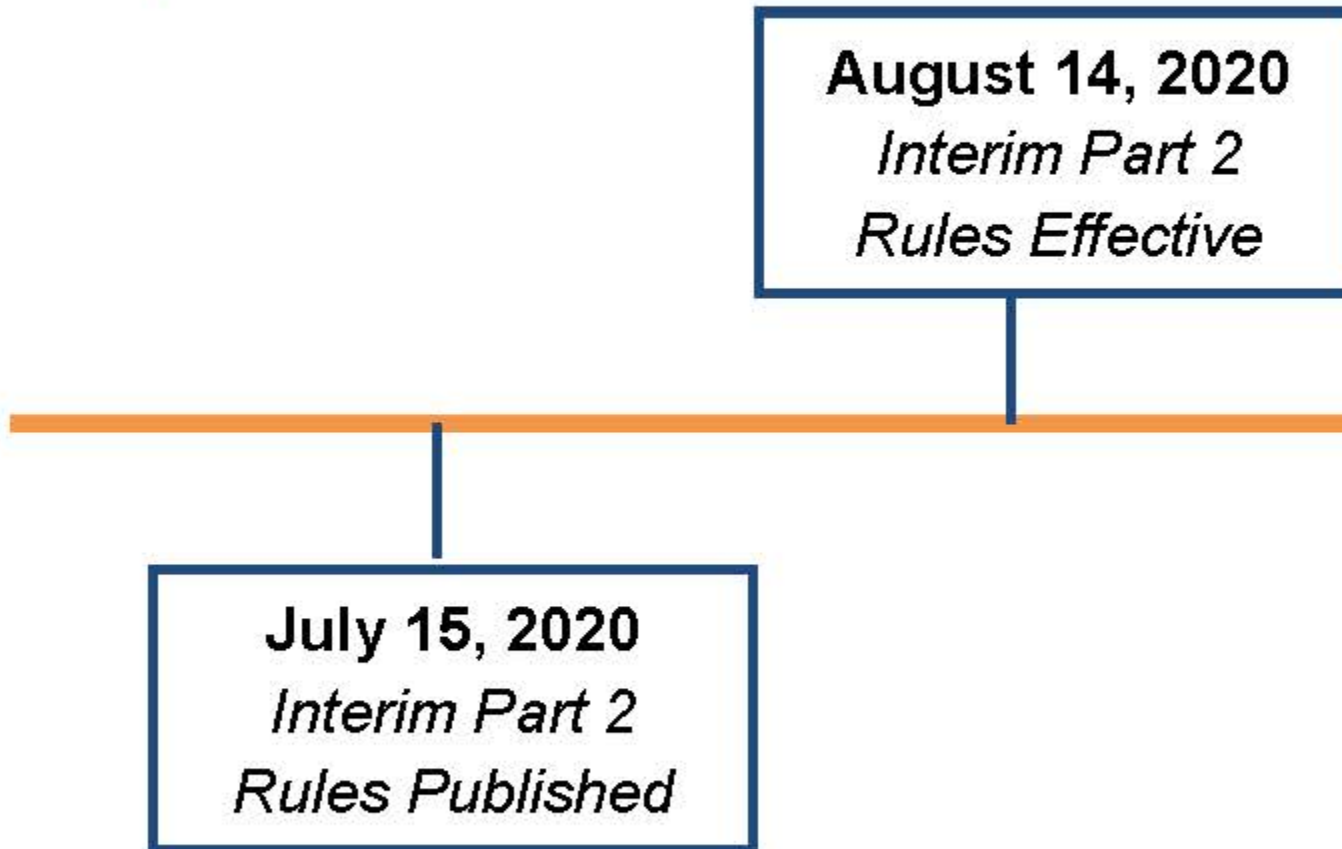 August 14, 2020
Interim Part 2
Rules Effective
July 15, 2020
Interim Part 2
Rules Published